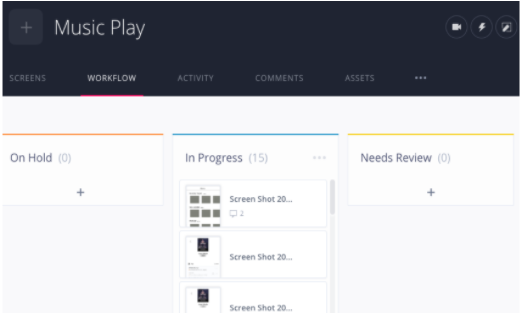 Music Play
SCREENS WORKFLOW ACTIVITY COMMENTS ASSETS
On Hold (0)
In Progress (15)
Needs Review (0)
Screen Shot 20...
2
Screen Shot 20...
Screen Shot 20...